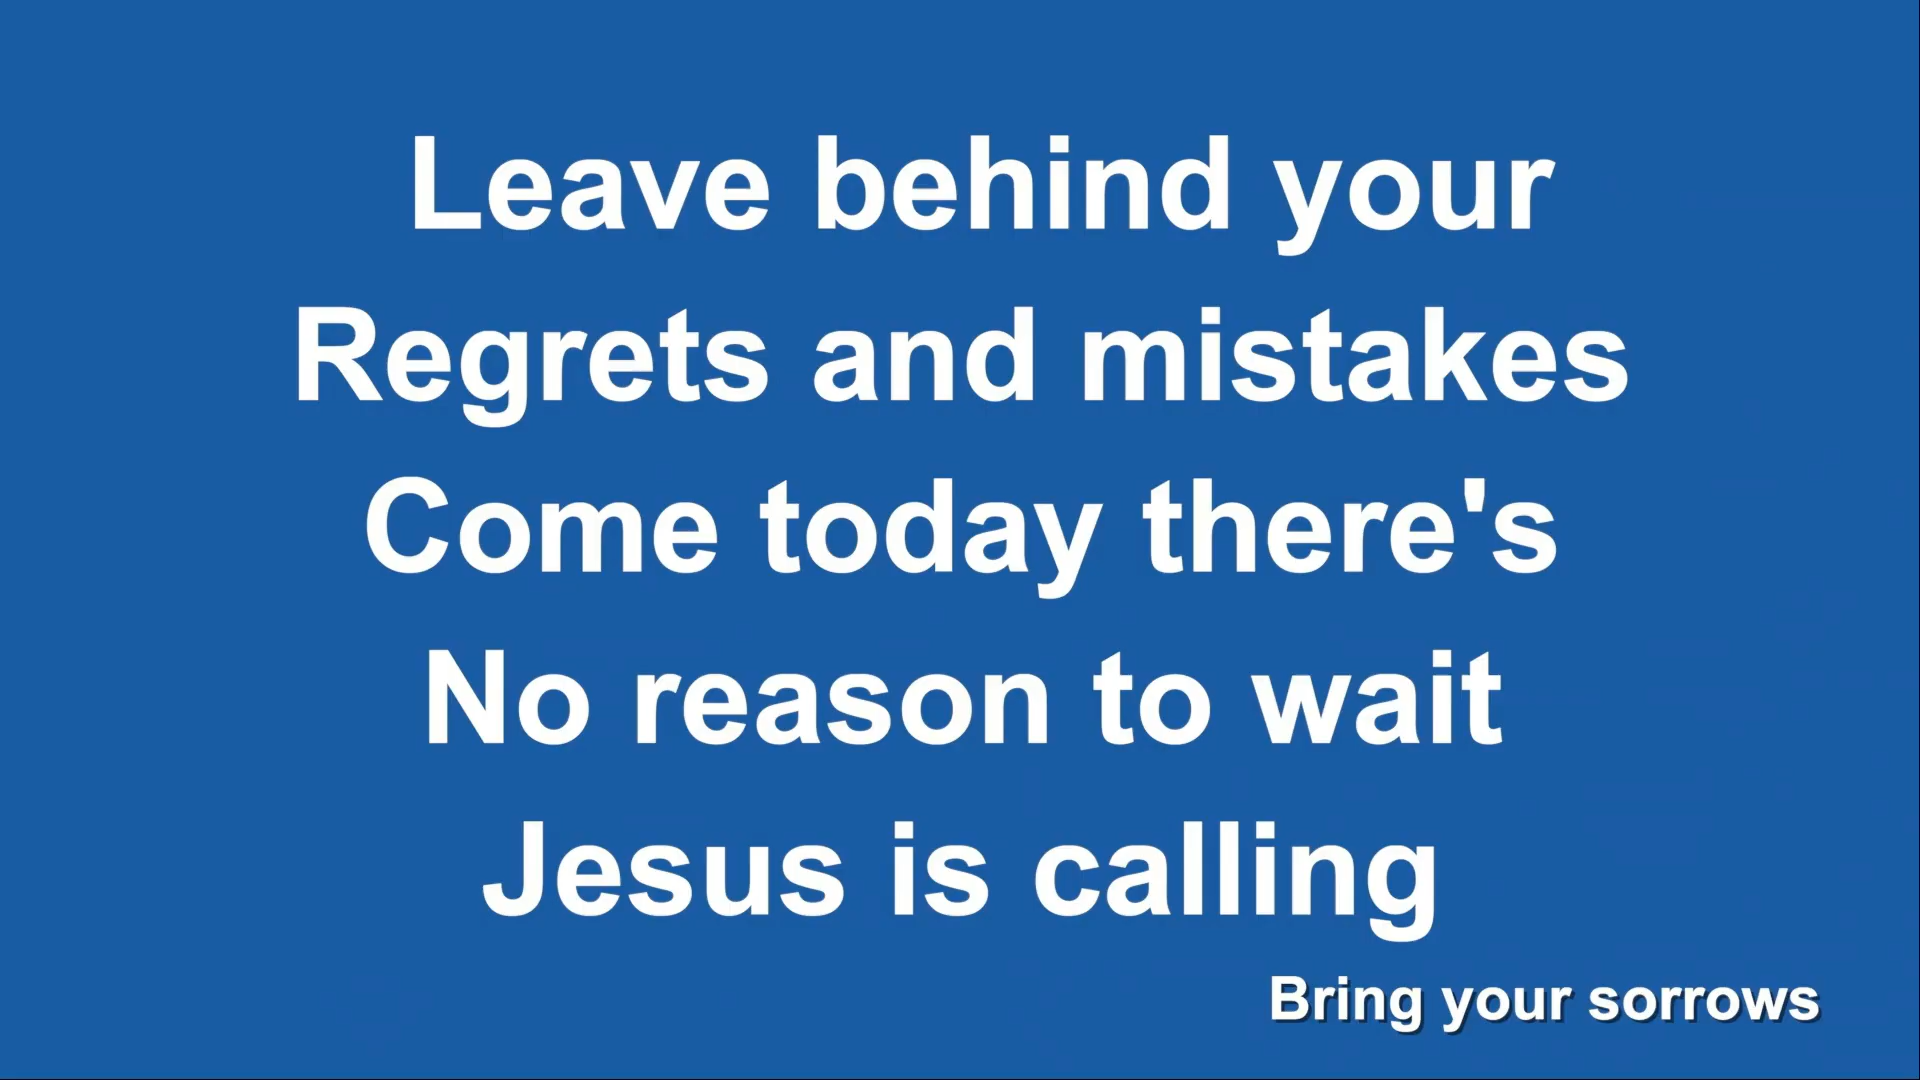 Leave behind your
Regrets and mistakes
Come today there's
No reason to wait
Jesus is calling
Bring your sorrows